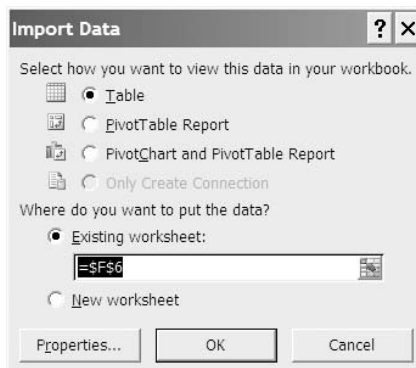 Import Data
Select how you want to view this data in your workbook.
Table
PivotTable Report
PivotChart and PivotTable Report
Only Create Connection
Where do you want to put the data?
Existing worksheet:
=$F$6
New worksheet
Properties... OK Cancel